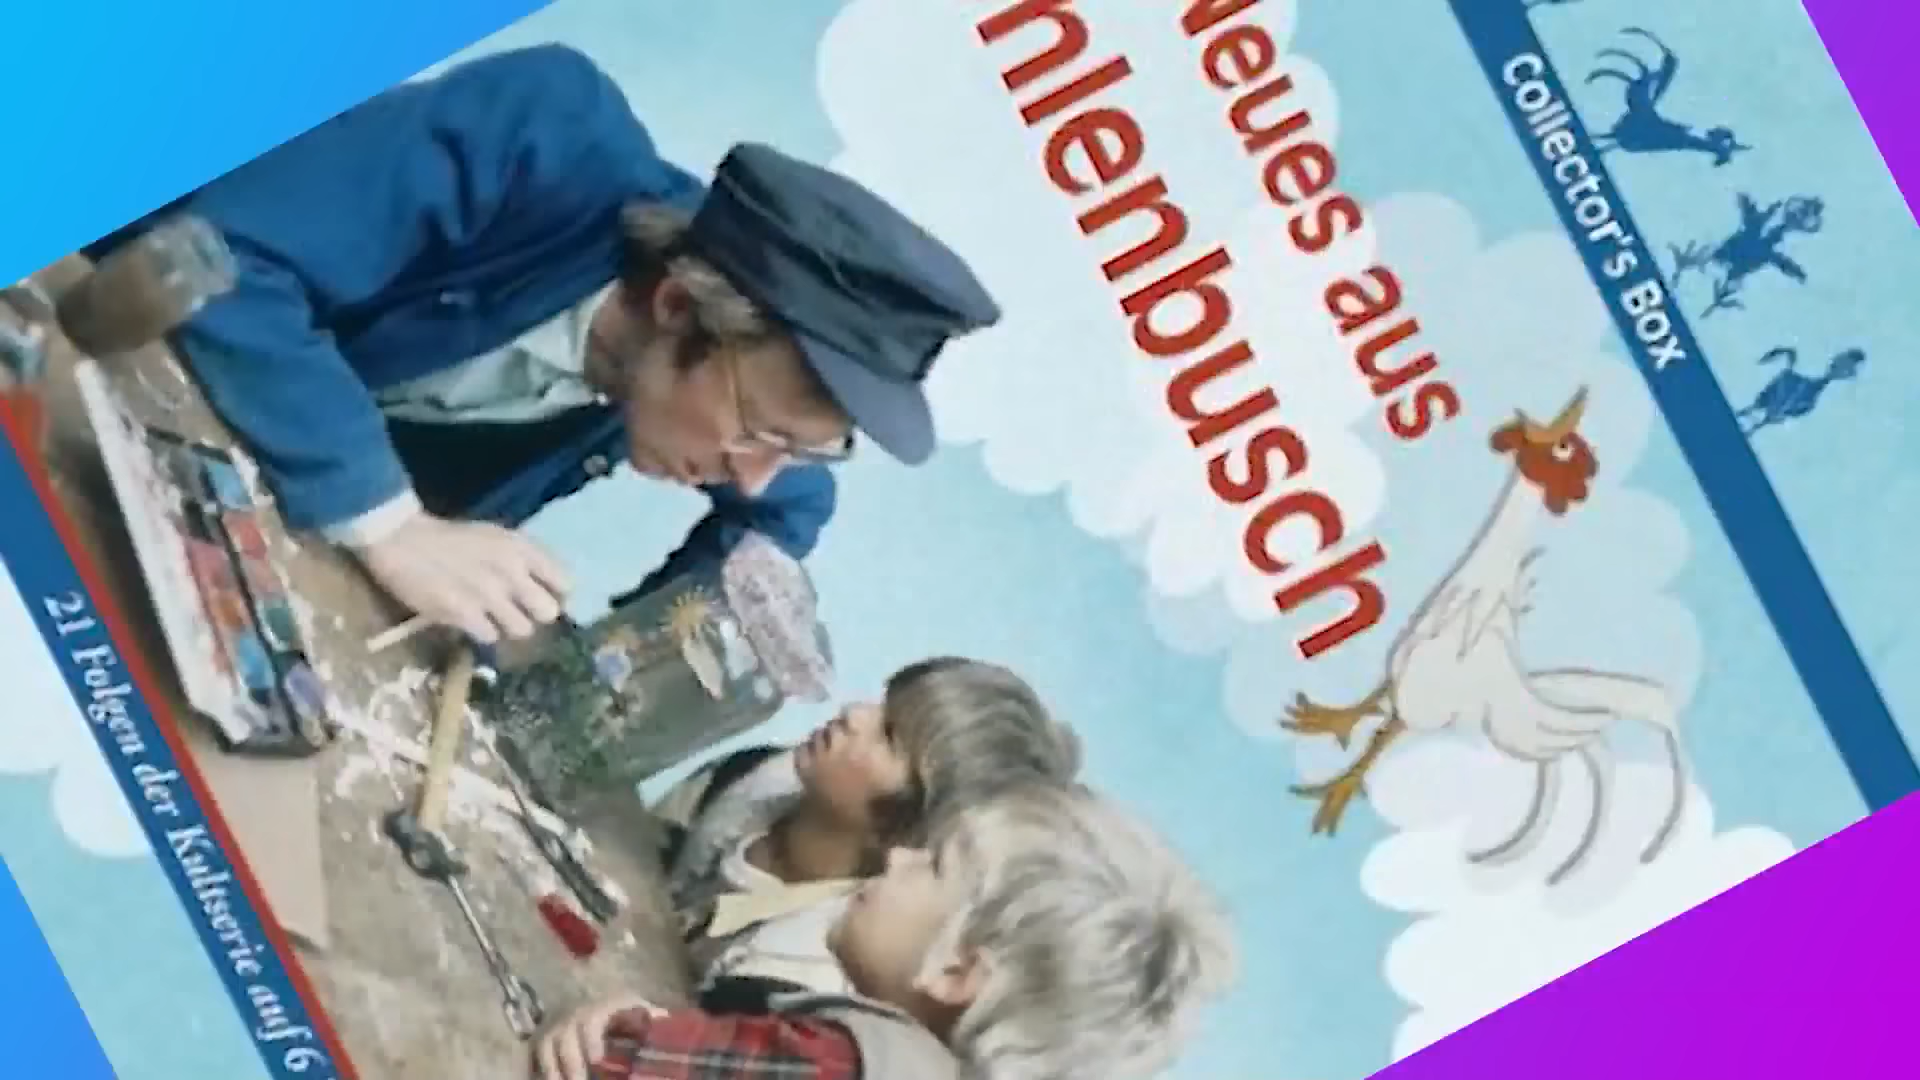 Collector's Box
Neues aus
hlenbusch
21 Folgen der Kultserie auf 6